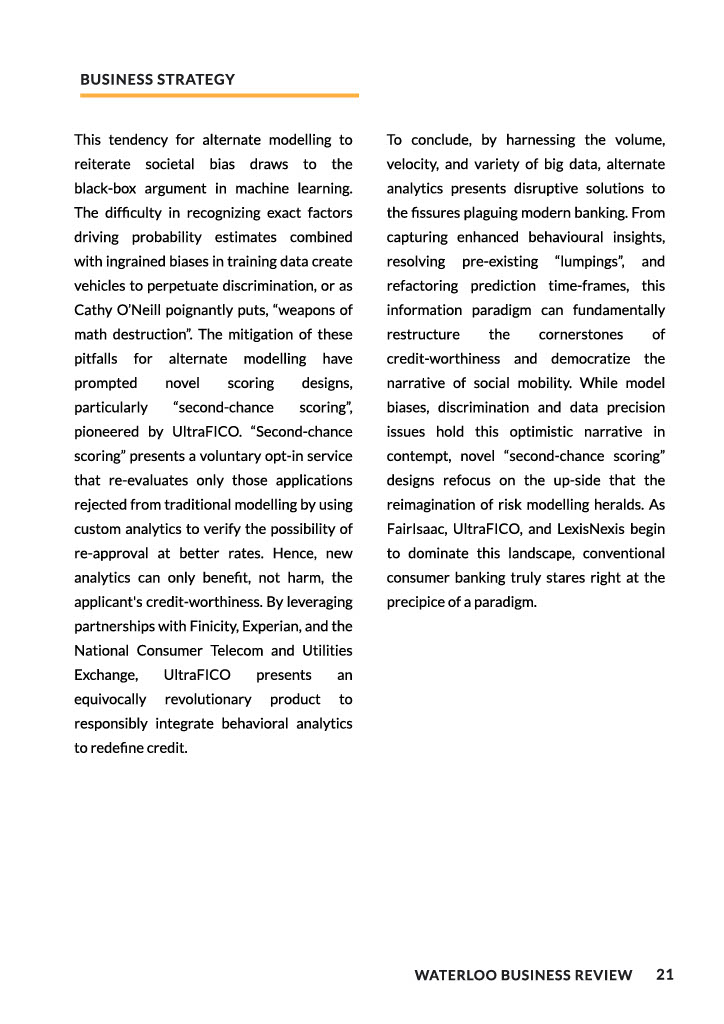 BUSINESS STRATEGY
This tendency for alternate modelling to
reiterate societal bias draws to the
black-box argument in machine learning.
The difficulty in recognizing exact factors
driving probability estimates combined
with ingrained biases in training data create
vehicles to perpetuate discrimination, or as
Cathy O’Neill poignantly puts, “weapons of
math destruction”. The mitigation of these
pitfalls for alternate modelling have
prompted novel scoring designs,
particularly “second-chance scoring”,
pioneered by UltraFICO. “Second-chance
scoring” presents a voluntary opt-in service
that re-evaluates only those applications
rejected from traditional modelling by using
custom analytics to verify the possibility of
re-approval at better rates. Hence, new
analytics can only benefit, not harm, the
applicant's credit-worthiness. By leveraging
partnerships with Finicity, Experian, and the
National Consumer Telecom and Utilities
Exchange, UltraFICO presents an
equivocally revolutionary product to
responsibly integrate behavioral analytics
to redefine credit.
To conclude, by harnessing the volume,
velocity, and variety of big data, alternate
analytics presents disruptive solutions to
the fissures plaguing modern banking. From
capturing enhanced behavioural insights,
resolving pre-existing “lumpings”, and
refactoring prediction time-frames, this
information paradigm can fundamentally
restructure the cornerstones of
credit-worthiness and democratize the
narrative of social mobility. While model
biases, discrimination and data precision
issues hold this optimistic narrative in
contempt, novel “second-chance scoring”
designs refocus on the up-side that the
reimagination of risk modelling heralds. As
FairIsaac, UltraFICO, and LexisNexis begin
to dominate this landscape, conventional
consumer banking truly stares right at the
precipice of a paradigm.
WATERLOO BUSINESS REVIEW 21